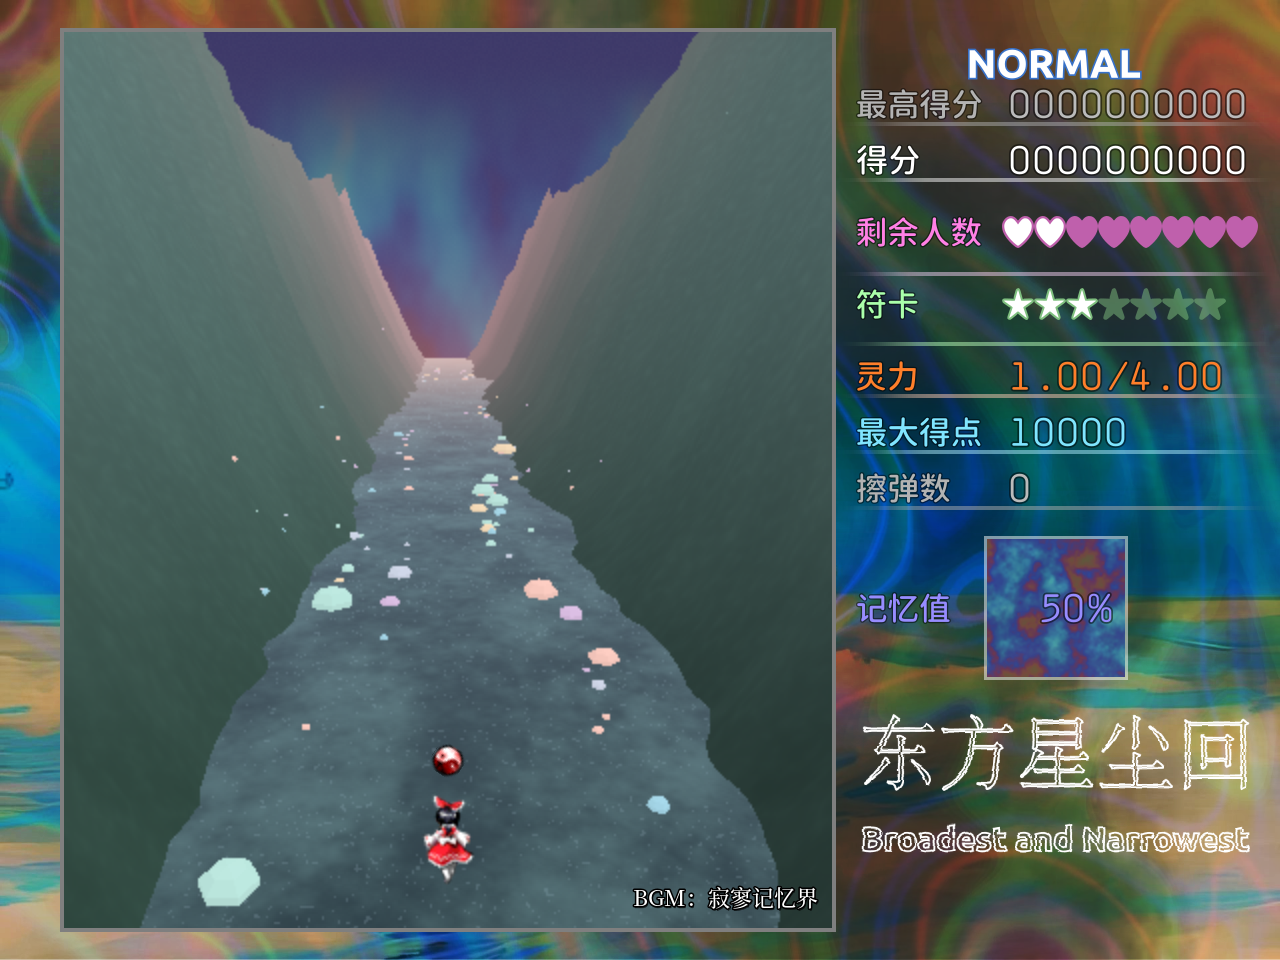 NORMAL
最高得分 0000000000
得分 0000000000
剩余人数
符卡
灵力 1.00/4.00
最大得点 10000
擦弹数 0
记忆值 50%
东方星尘回
Broadest and Narrowest
BGM：寂寥记忆界